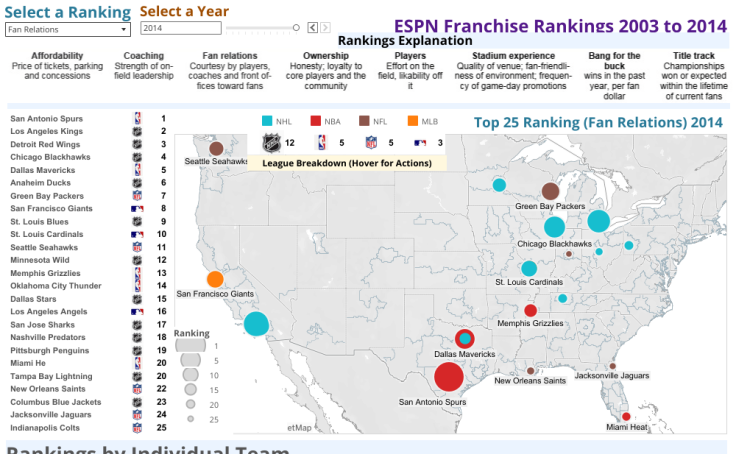 Select a Ranking
Select a Year
Fan Relations
2014
ESPN Franchise Rankings 2003 to 2014
Rankings Explanation
Affordability
Price of tickets, parking
and concessions
Coaching
Strength of on-
field leadership
Fan relations
Courtesy by players,
coaches and front of-
fices toward fans
Ownership
Honesty; loyalty to
core players and the
community
Players
Effort on the
field, likability off
it
Stadium experience
Quality of venue; fan-friendli-
ness of environment; frequen-
cy of game-day promotions
Bang for the
buck
wins in the past
year, per fan
dollar
Title track
Championships
won or expected
within the lifetime
of current fans
San Antonio Spurs 1
Los Angeles Kings 2
Detroit Red Wings 3
Chicago Blackhawks 4
Dallas Mavericks 5
Anaheim Ducks 6
Green Bay Packers 7
San Francisco Giants 8
St. Louis Blues 9
St. Louis Cardinals 10
Seattle Seahawks 11
Minnesota Wild 12
Memphis Grizzlies 13
Oklahoma City Thunder 14
Dallas Stars 15
Los Angeles Angels 16
San Jose Sharks 17
Nashville Predators 18
Pittsburgh Penguins 19
Miami He 20
Tampa Bay Lightning 20
New Orleans Saints 22
Columbus Blue Jackets 23
Jacksonville Jaguars 24
Indianapolis Colts 25
NHL NBA NFL MLB
12 5 5 3
League Breakdown (Hover for Actions)
Top 25 Ranking (Fan Relations) 2014
Seattle Seahawks
Green Bay Packers
Chicago Blackhawks
St. Louis Cardinals
San Francisco Giants
Memphis Grizzlies
Dallas Mavericks
New Orleans Saints
Jacksonville Jaguars
San Antonio Spurs
Miami Heat
Ranking
1
5
10
15
20
25
etMap
Rankings by Individual Team